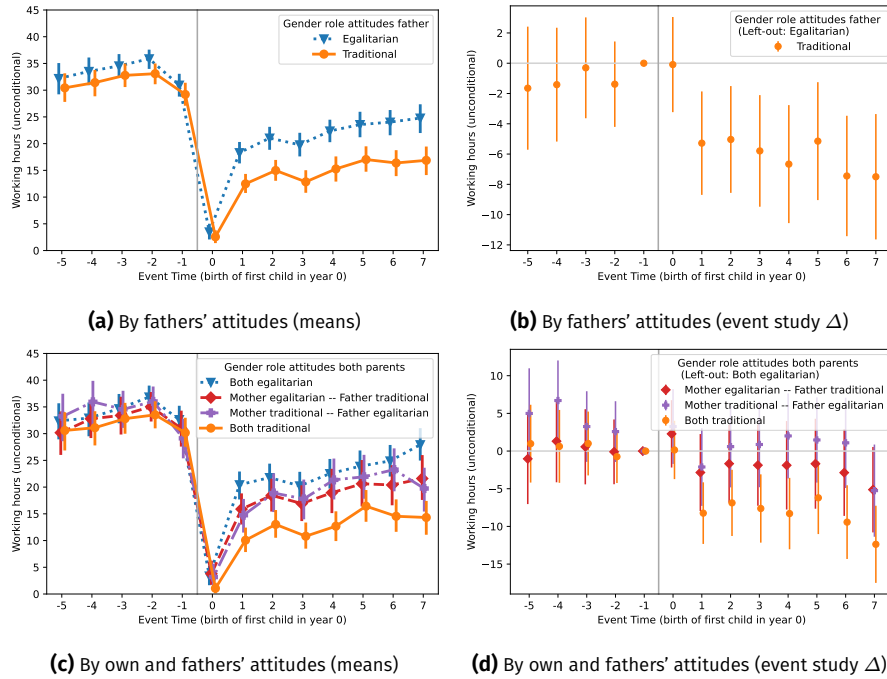 Working hours (unconditional)
45
40
35
30
25
20
15
10
5
0
Gender role attitudes father
Egalitarian
Traditional
-5 -4 -3 -2 -1 0 1 2 3 4 5 6 7
Event Time (birth of first child in year 0)
(a) By fathers' attitudes (means)
Working hours (unconditional)
2
0
−2
−4
−6
−8
−10
−12
Gender role attitudes father
(Left-out: Egalitarian)
Traditional
-5 -4 -3 -2 -1 0 1 2 3 4 5 6 7
Event Time (birth of first child in year 0)
(b) By fathers' attitudes (event study Δ)
Working hours (unconditional)
45
40
35
30
25
20
15
10
5
0
Gender role attitudes both parents
Both egalitarian
Mother egalitarian -- Father traditional
Mother traditional -- Father egalitarian
Both traditional
-5 -4 -3 -2 -1 0 1 2 3 4 5 6 7
Event Time (birth of first child in year 0)
(c) By own and fathers' attitudes (means)
Working hours (unconditional)
10
5
0
−5
−10
−15
Gender role attitudes both parents
(Left-out: Both egalitarian)
Mother egalitarian -- Father traditional
Mother traditional -- Father egalitarian
Both traditional
-5 -4 -3 -2 -1 0 1 2 3 4 5 6 7
Event Time (birth of first child in year 0)
(d) By own and fathers' attitudes (event study Δ)